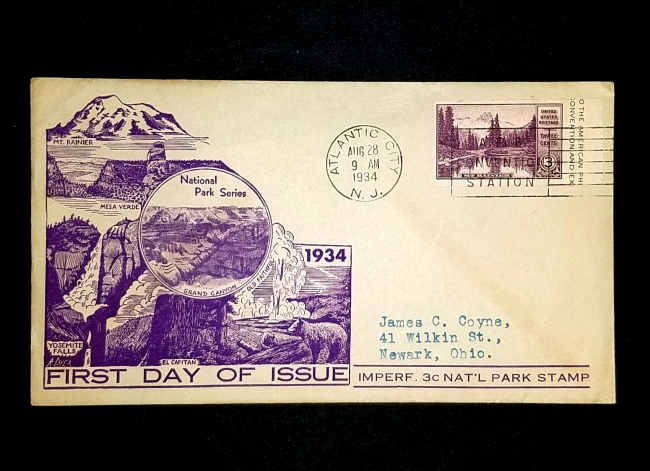 MT. RAINIER
MESA VERDE
National
Park Series
GRAND CANYON
OLD FAITHFUL
1934
YOSEMITE
FALLS
EL CAPITAN
FIRST DAY OF ISSUE
IMPERF. 3c NAT'L PARK STAMP
ATLANTIC CITY
AUG 28
9 AM
1934
N. J.
CONVENTION
STATION
UNITED
STATES
POSTAGE
THREE
CENTS
3
O THE AMERICAN PHI
ONVENTION AND EX
James C. Coyne,
41 Wilkin St.,
Newark, Ohio.